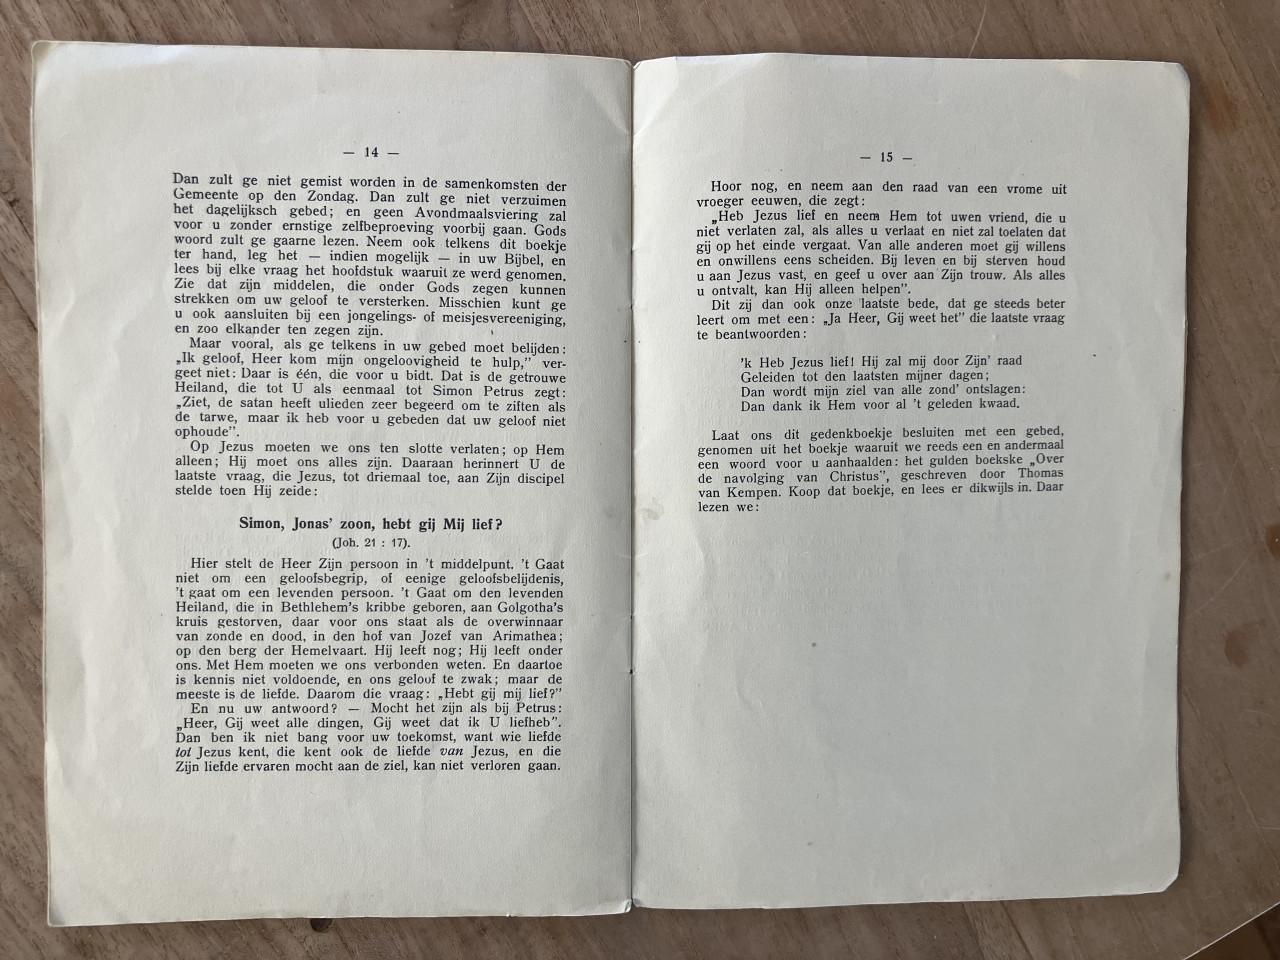 — 14 —
Dan zult ge niet gemist worden in de samenkomsten der
Gemeente op den Zondag. Dan zult ge niet verzuimen
het dagelijksch gebed; en geen Avondmaalsviering zal
voor u zonder ernstige zelfbeproeving voorbij gaan. Gods
woord zult ge gaarne lezen. Neem ook telkens dit boekje
ter hand, leg het — indien mogelijk — in uw Bijbel, en
lees bij elke vraag het hoofdstuk waaruit ze werd genomen.
Zie dat zijn middelen, die onder Gods zegen kunnen
strekken om uw geloof te versterken. Misschien kunt ge
u ook aansluiten bij een jongelings- of meisjesvereeniging,
en zoo elkander ten zegen zijn.
Maar vooral, als ge telkens in uw gebed moet belijden:
„Ik geloof, Heer kom mijn ongeloovigheid te hulp,” ver-
geet niet: Daar is één, die voor u bidt. Dat is de getrouwe
Heiland, die tot U als eenmaal tot Simon Petrus zegt:
„Ziet, de satan heeft ulieden zeer begeerd om te ziften als
de tarwe, maar ik heb voor u gebeden dat uw geloof niet
ophoude”.
Op Jezus moeten we ons ten slotte verlaten; op Hem
alleen; Hij moet ons alles zijn. Daaraan herinnert U de
laatste vraag, die Jezus, tot driemaal toe, aan Zijn discipel
stelde toen Hij zeide:
Simon, Jonas’ zoon, hebt gij Mij lief?
(Joh. 21 : 17).
Hier stelt de Heer Zijn persoon in ’t middelpunt. ’t Gaat
niet om een geloofsbegrip, of eenige geloofsbelijdenis,
’t gaat om een levenden persoon. ’t Gaat om den levenden
Heiland, die in Bethlehem’s kribbe geboren, aan Golgotha’s
kruis gestorven, daar voor ons staat als de overwinnaar
van zonde en dood, in den hof van Jozef van Arimathea;
op den berg der Hemelvaart. Hij leeft nog; Hij leeft onder
ons. Met Hem moeten we ons verbonden weten. En daartoe
is kennis niet voldoende, en ons geloof te zwak; maar de
meeste is de liefde. Daarom die vraag: „Hebt gij mij lief?”
En nu uw antwoord? — Mocht het zijn als bij Petrus:
„Heer, Gij weet alle dingen, Gij weet dat ik U liefheb”.
Dan ben ik niet bang voor uw toekomst, want wie liefde
tot Jezus kent, die kent ook de liefde van Jezus, en die
Zijn liefde ervaren mocht aan de ziel, kan niet verloren gaan.
— 15 —
Hoor nog, en neem aan den raad van een vrome uit
vroeger eeuwen, die zegt:
„Heb Jezus lief en neem Hem tot uwen vriend, die u
niet verlaten zal, als alles u verlaat en niet zal toelaten dat
gij op het einde vergaat. Van alle anderen moet gij willens
en onwillens eens scheiden. Bij leven en bij sterven houd
u aan Jezus vast, en geef u over aan Zijn trouw. Als alles
u ontvalt, kan Hij alleen helpen”.
Dit zij dan ook onze laatste bede, dat ge steeds beter
leert om met een: „Ja Heer, Gij weet het” die laatste vraag
te beantwoorden:
’k Heb Jezus lief! Hij zal mij door Zijn’ raad
Geleiden tot den laatsten mijner dagen;
Dan wordt mijn ziel van alle zond’ ontslagen:
Dan dank ik Hem voor al ’t geleden kwaad.
Laat ons dit gedenkboekje besluiten met een gebed,
genomen uit het boekje waaruit we reeds een en andermaal
een woord voor u aanhaalden: het gulden boekske „Over
de navolging van Christus”, geschreven door Thomas
van Kempen. Koop dat boekje, en lees er dikwijls in. Daar
lezen we: